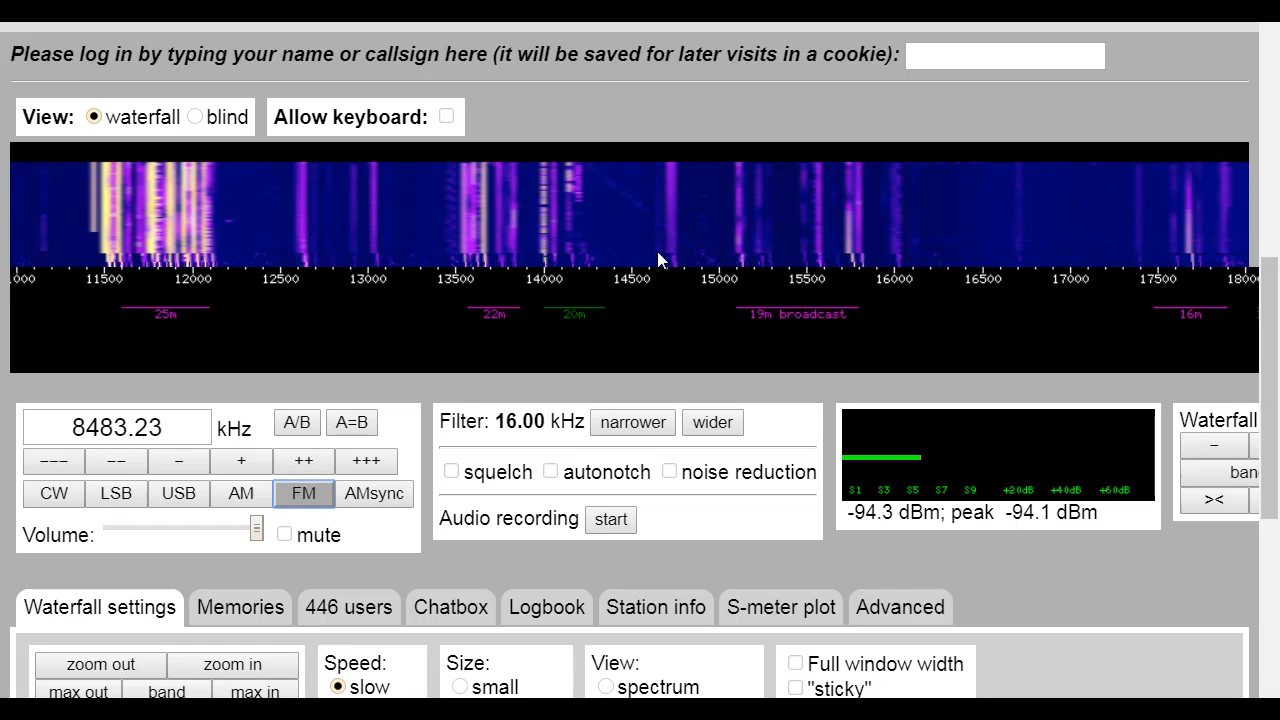 Please log in by typing your name or callsign here (it will be saved for later visits in a cookie):
View: waterfall blind Allow keyboard:
:000 11500 12000 12500 13000 13500 14000 14500 15000 15500 16000 16500 17000 17500 1800
25m 22m 20m 19m broadcast 16m
8483.23 kHz A/B A=B
--- -- - + ++ +++
CW LSB USB AM FM AMsync
Volume: mute
Filter: 16.00 kHz narrower wider
squelch autonotch noise reduction
Audio recording start
S1 S3 S5 S7 S9 +20dB +40dB +60dB
-94.3 dBm; peak -94.1 dBm
Waterfall
−
ban
><
Waterfall settings Memories 446 users Chatbox Logbook Station info S-meter plot Advanced
zoom out zoom in
max out band max in
Speed:
slow
Size:
small
View:
spectrum
Full window width
"sticky"